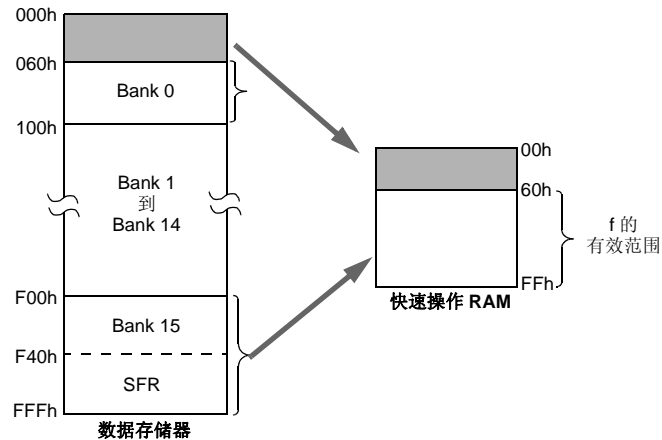 000h
060h
Bank 0
100h
Bank 1
到
Bank 14
F00h
Bank 15
F40h
SFR
FFFh
数据存储器
00h
60h
FFh
快速操作 RAM
f 的
有效范围